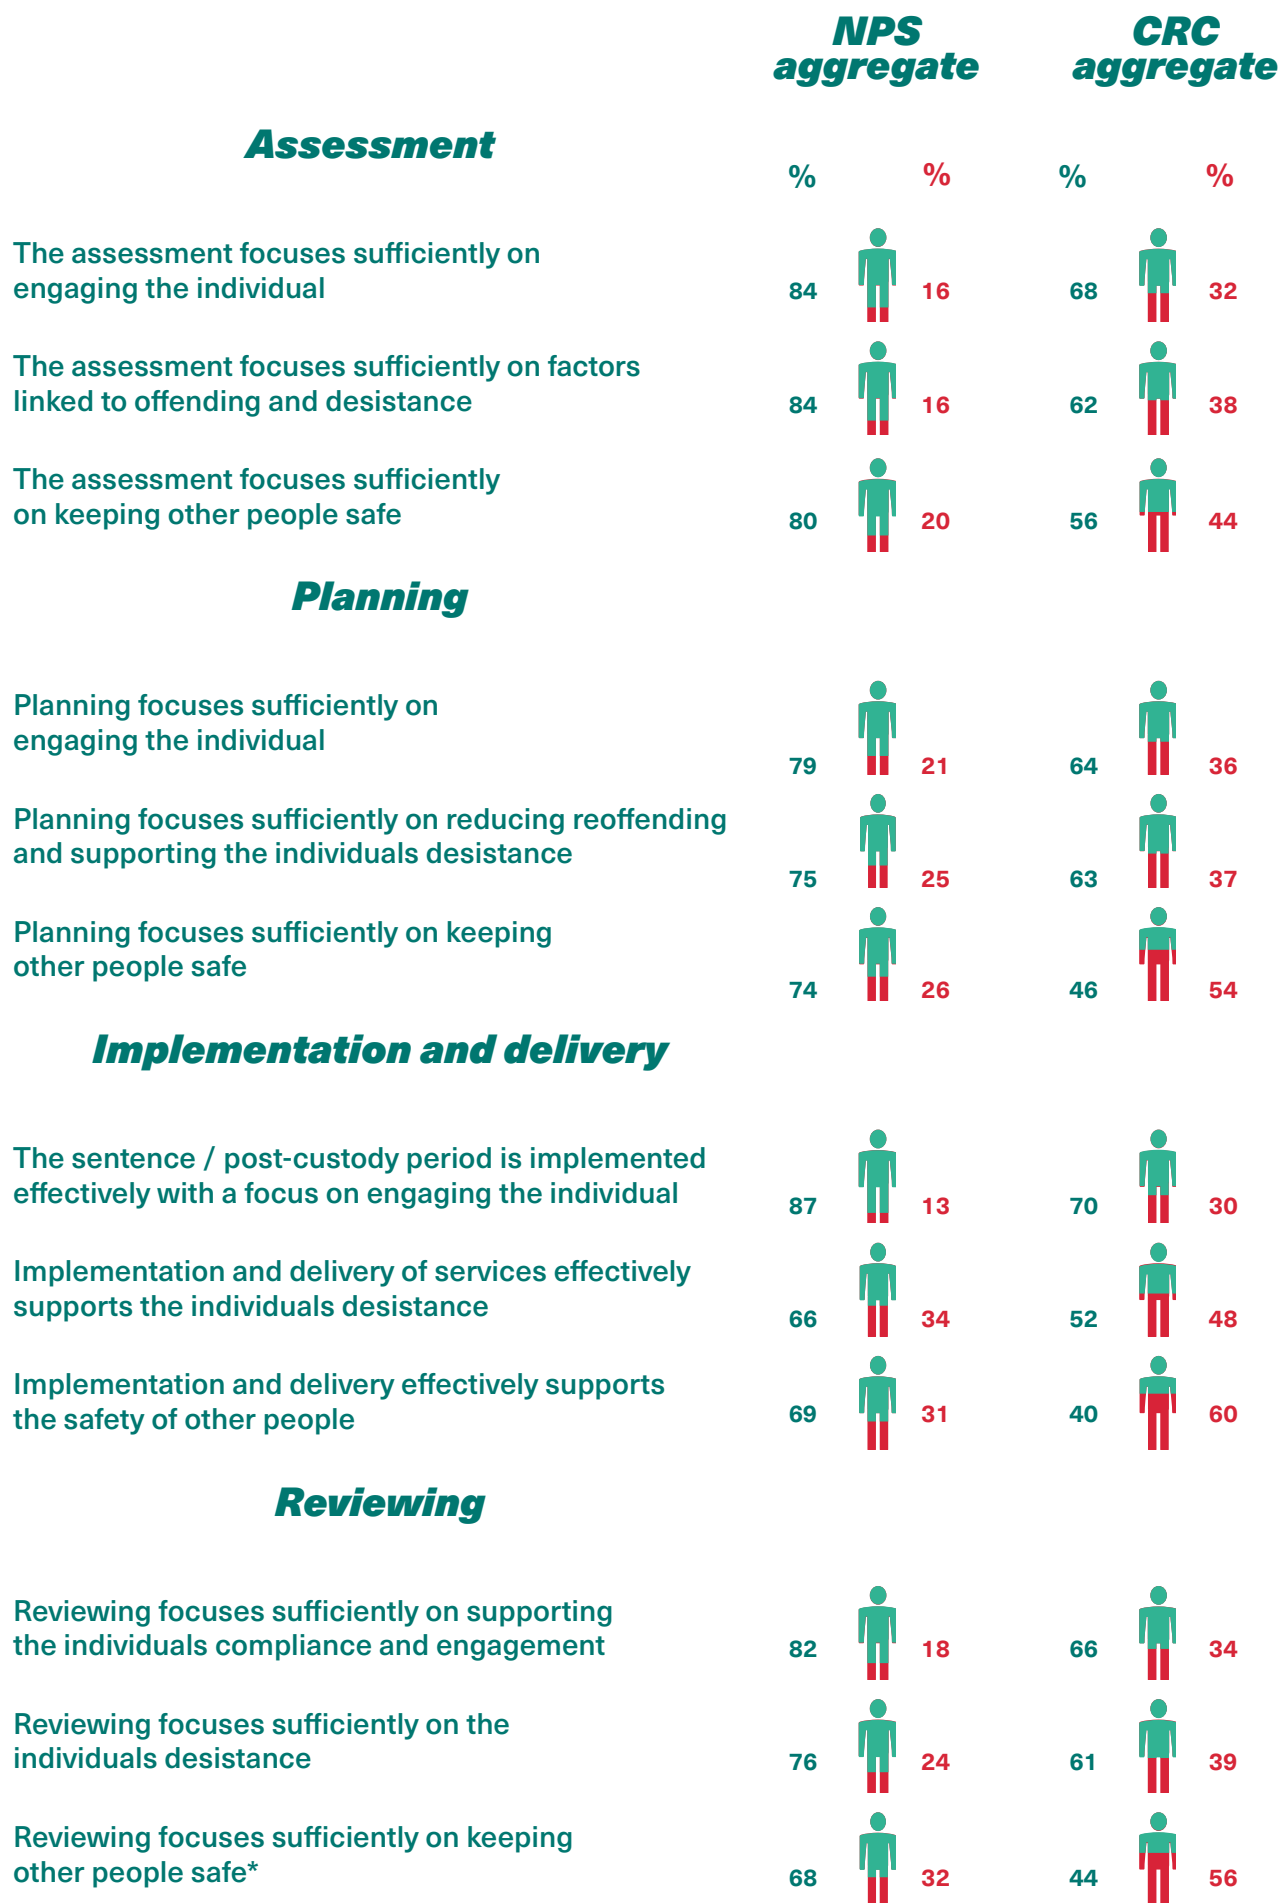 NPS
aggregate
CRC
aggregate
Assessment
% % % %
The assessment focuses sufficiently on
engaging the individual
84 16 68 32
The assessment focuses sufficiently on factors
linked to offending and desistance
84 16 62 38
The assessment focuses sufficiently
on keeping other people safe
80 20 56 44
Planning
Planning focuses sufficiently on
engaging the individual
79 21 64 36
Planning focuses sufficiently on reducing reoffending
and supporting the individuals desistance
75 25 63 37
Planning focuses sufficiently on keeping
other people safe
74 26 46 54
Implementation and delivery
The sentence / post-custody period is implemented
effectively with a focus on engaging the individual
87 13 70 30
Implementation and delivery of services effectively
supports the individuals desistance
66 34 52 48
Implementation and delivery effectively supports
the safety of other people
69 31 40 60
Reviewing
Reviewing focuses sufficiently on supporting
the individuals compliance and engagement
82 18 66 34
Reviewing focuses sufficiently on the
individuals desistance
76 24 61 39
Reviewing focuses sufficiently on keeping
other people safe*
68 32 44 56